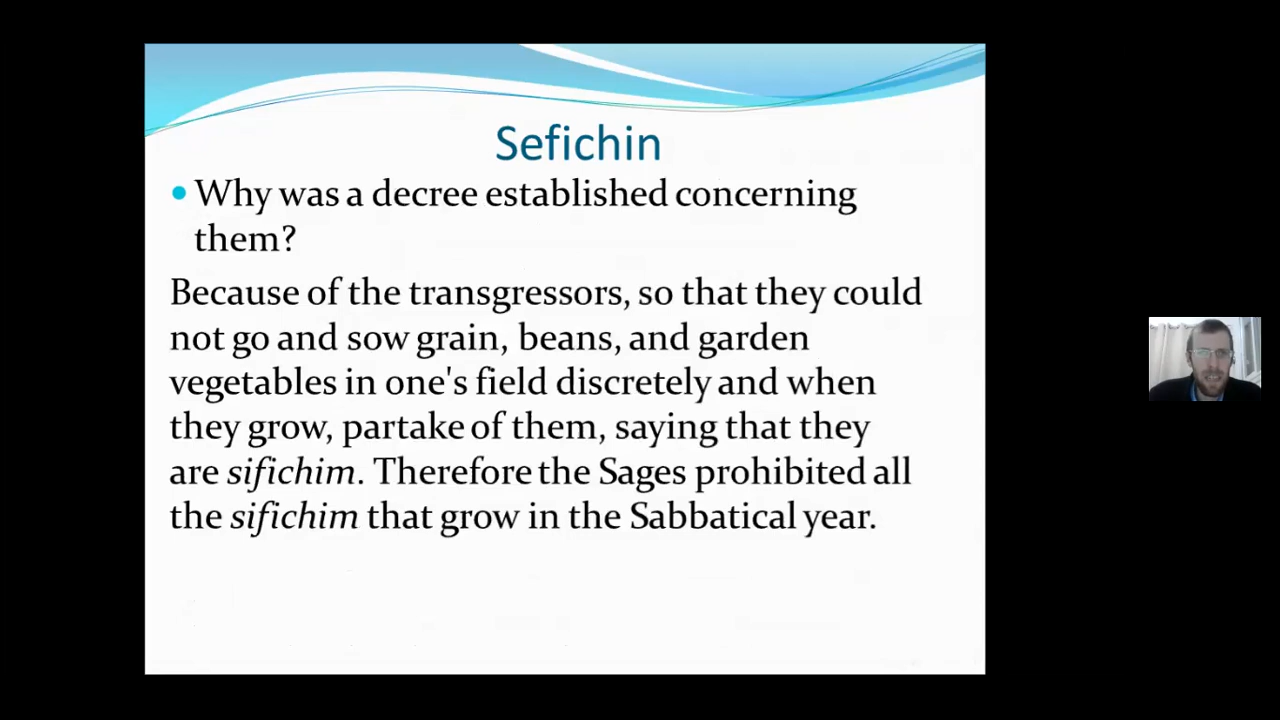 Sefichin
• Why was a decree established concerning
them?
Because of the transgressors, so that they could
not go and sow grain, beans, and garden
vegetables in one's field discretely and when
they grow, partake of them, saying that they
are sifichim. Therefore the Sages prohibited all
the sifichim that grow in the Sabbatical year.